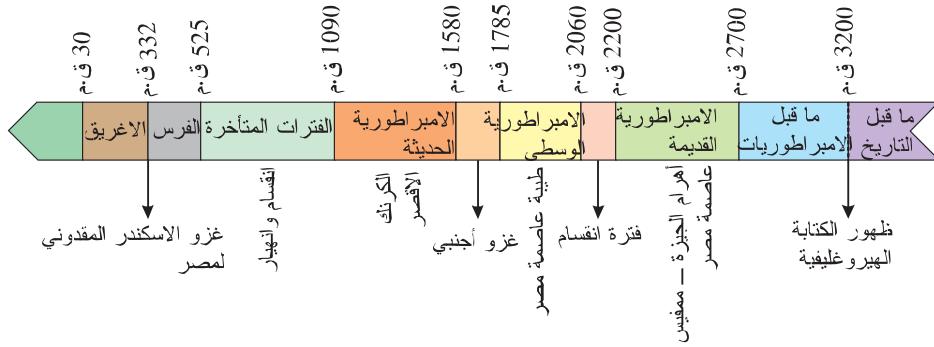 3200 ق.م
2700 ق.م
2200 ق.م
2060 ق.م
1785 ق.م
1580 ق.م
1090 ق.م
525 ق.م
332 ق.م
30 ق.م
ما قبل
التاريخ
ما قبل
الامبراطوريات
الامبراطورية
القديمة
الامبراطورية
الوسطى
الامبراطورية
الحديثة
الفترات المتأخرة
الفرس
الاغريق
ظهور الكتابة
الهيروغليفية
أهرام الجيزة – ممفيس
عاصمة مصر
فترة انقسام
طيبة عاصمة مصر
غزو أجنبي
الكرنك
الاقصر
انقسام وانهيار
غزو الاسكندر المقدوني
لمصر